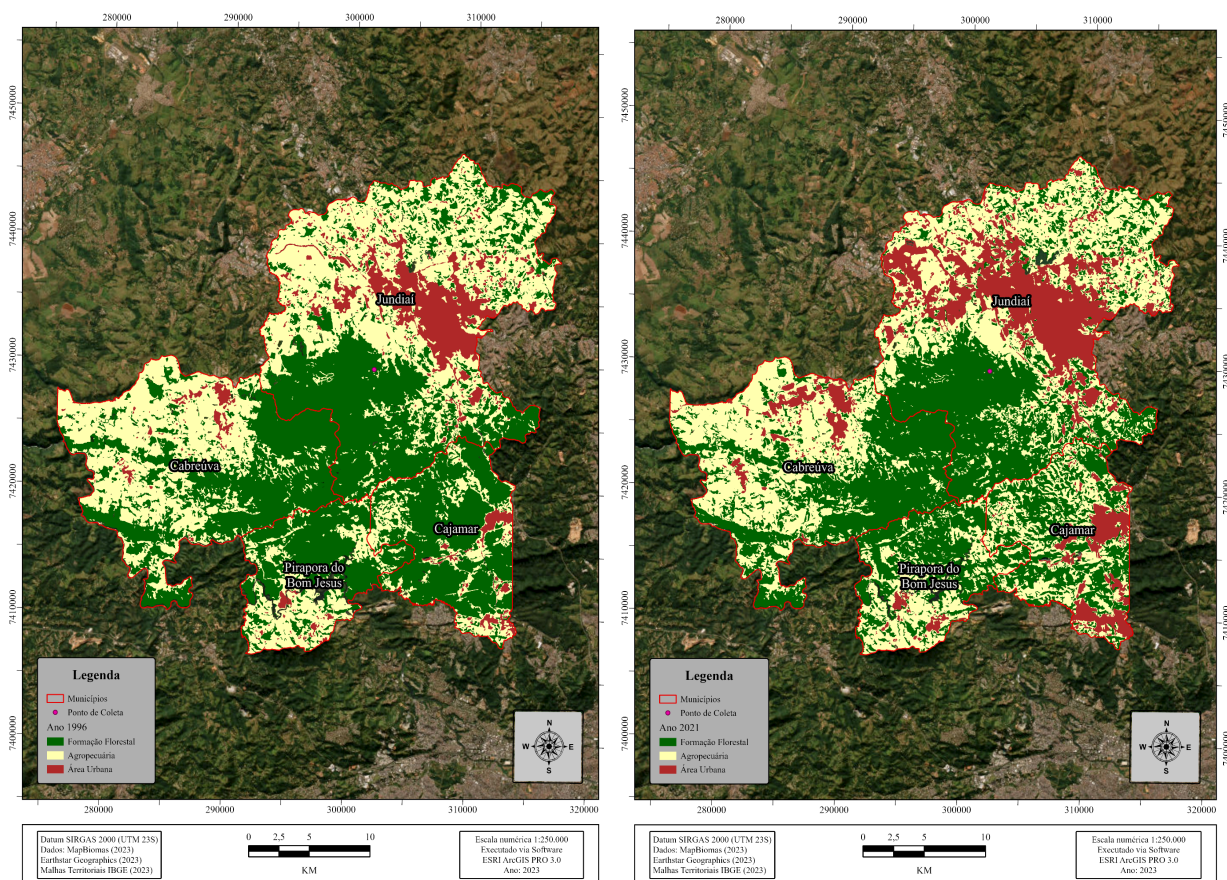 280000 290000 300000 310000
7450000
7440000
7430000
7420000
7410000
7400000
Jundiaí
Cabreúva
Cajamar
Pirapora do
Bom Jesus
Legenda
Municípios
Ponto de Coleta
Ano 1996
Formação Florestal
Agropecuária
Área Urbana
N
W E
S
280000 290000 300000 310000 320000
Datum SIRGAS 2000 (UTM 23S)
Dados: MapBiomas (2023)
Earthstar Geographics (2023)
Malhas Territoriais IBGE (2023)
0 2,5 5 10
KM
Escala numérica 1:250.000
Executado via Software
ESRI ArcGIS PRO 3.0
Ano: 2023
280000 290000 300000 310000
7450000 7450000
7440000 7440000
7430000 7430000
7420000 7420000
7410000 7410000
7400000 7400000
Jundiaí
Cabreúva
Cajamar
Pirapora do
Bom Jesus
Legenda
Municípios
Ponto de Coleta
Ano 2021
Formação Florestal
Agropecuária
Área Urbana
N
W E
S
280000 290000 300000 310000 320000
Datum SIRGAS 2000 (UTM 23S)
Dados: MapBiomas (2023)
Earthstar Geographics (2023)
Malhas Territoriais IBGE (2023)
0 2,5 5 10
KM
Escala numérica 1:250.000
Executado via Software
ESRI ArcGIS PRO 3.0
Ano: 2023